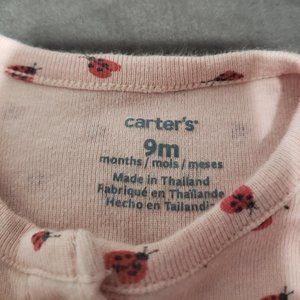 carter's®
9m
months / mois / meses
Made in Thailand
Fabriqué en Thaïlande
Hecho en Tailandia